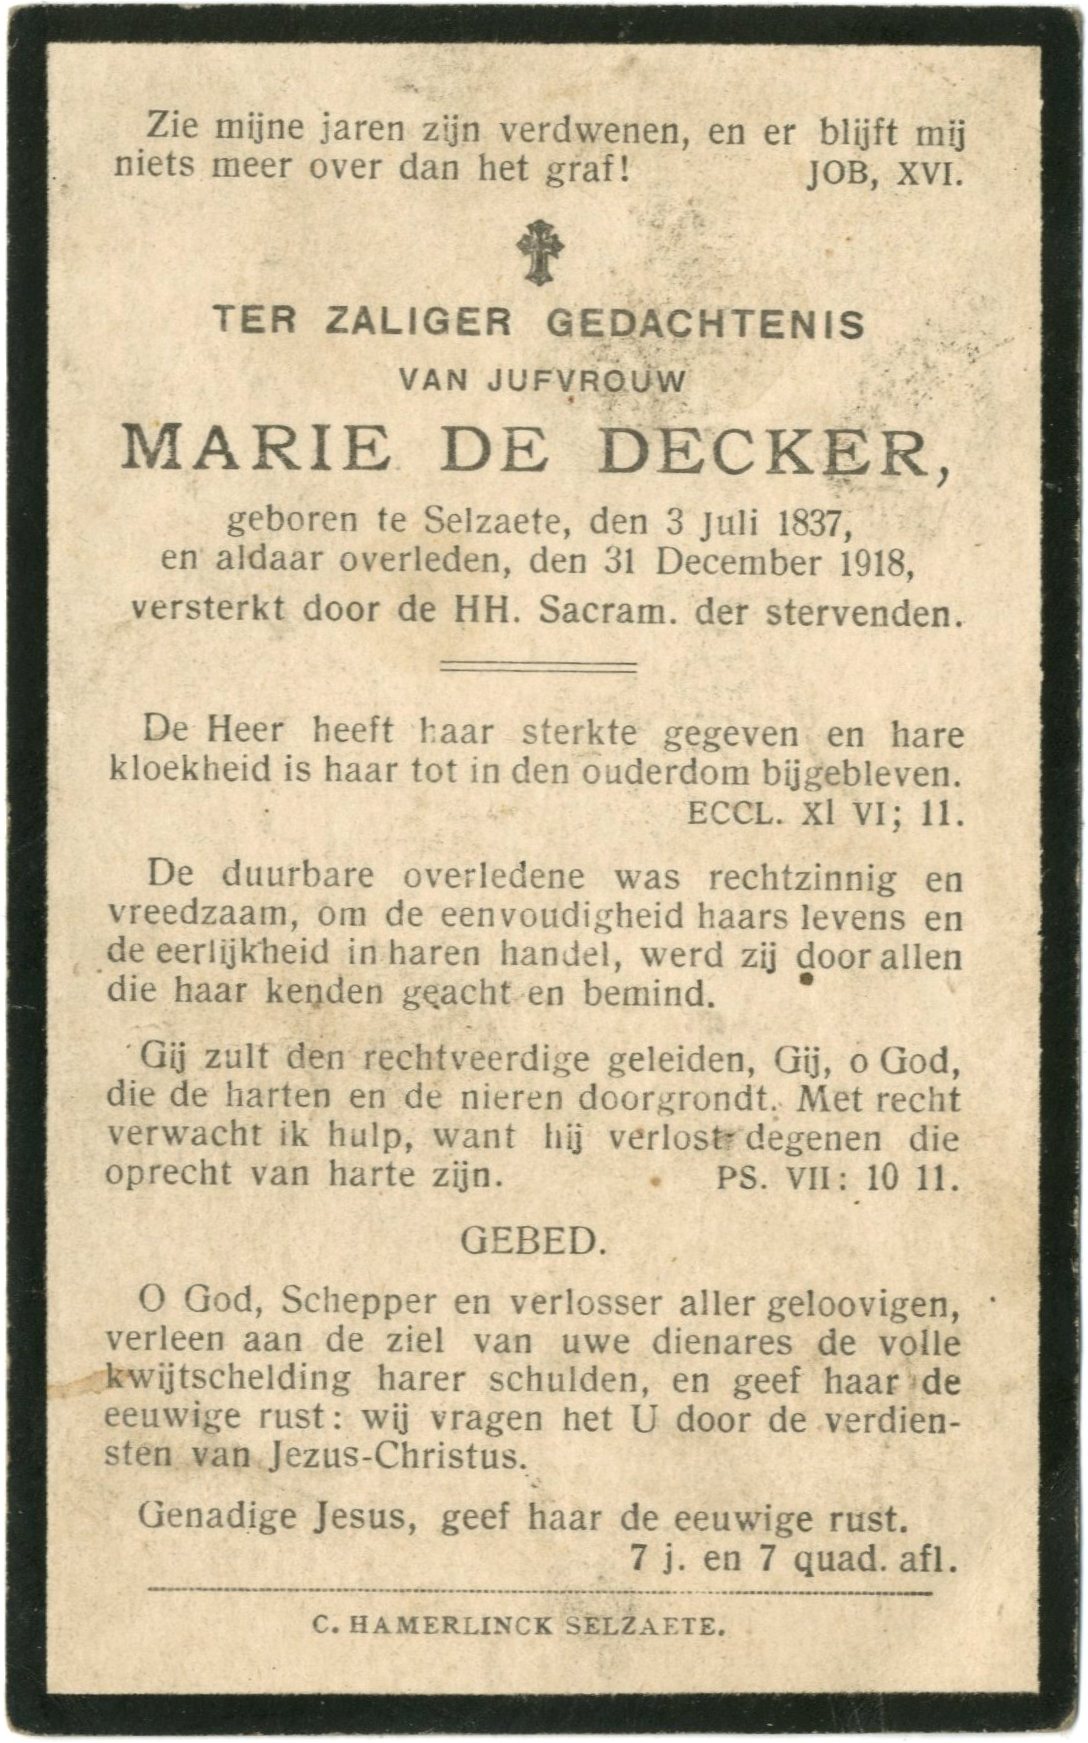 Zie mijne jaren zijn verdwenen, en er blijft mij
niets meer over dan het graf! JOB, XVI.
TER ZALIGER GEDACHTENIS
VAN JUFVROUW
MARIE DE DECKER,
geboren te Selzaete, den 3 Juli 1837,
en aldaar overleden, den 31 December 1918,
versterkt door de HH. Sacram. der stervenden.
De Heer heeft haar sterkte gegeven en hare
kloekheid is haar tot in den ouderdom bijgebleven.
ECCL. Xl VI; 11.
De duurbare overledene was rechtzinnig en
vreedzaam, om de eenvoudigheid haars levens en
de eerlijkheid in haren handel, werd zij door allen
die haar kenden geacht en bemind.
Gij zult den rechtveerdige geleiden, Gij, o God,
die de harten en de nieren doorgrondt. Met recht
verwacht ik hulp, want hij verlost degenen die
oprecht van harte zijn. PS. VII: 10 11.
GEBED.
O God, Schepper en verlosser aller geloovigen,
verleen aan de ziel van uwe dienares de volle
kwijtschelding harer schulden, en geef haar de
eeuwige rust: wij vragen het U door de verdien-
sten van Jezus-Christus.
Genadige Jesus, geef haar de eeuwige rust.
7 j. en 7 quad. afl.
C. HAMERLINCK SELZAETE.